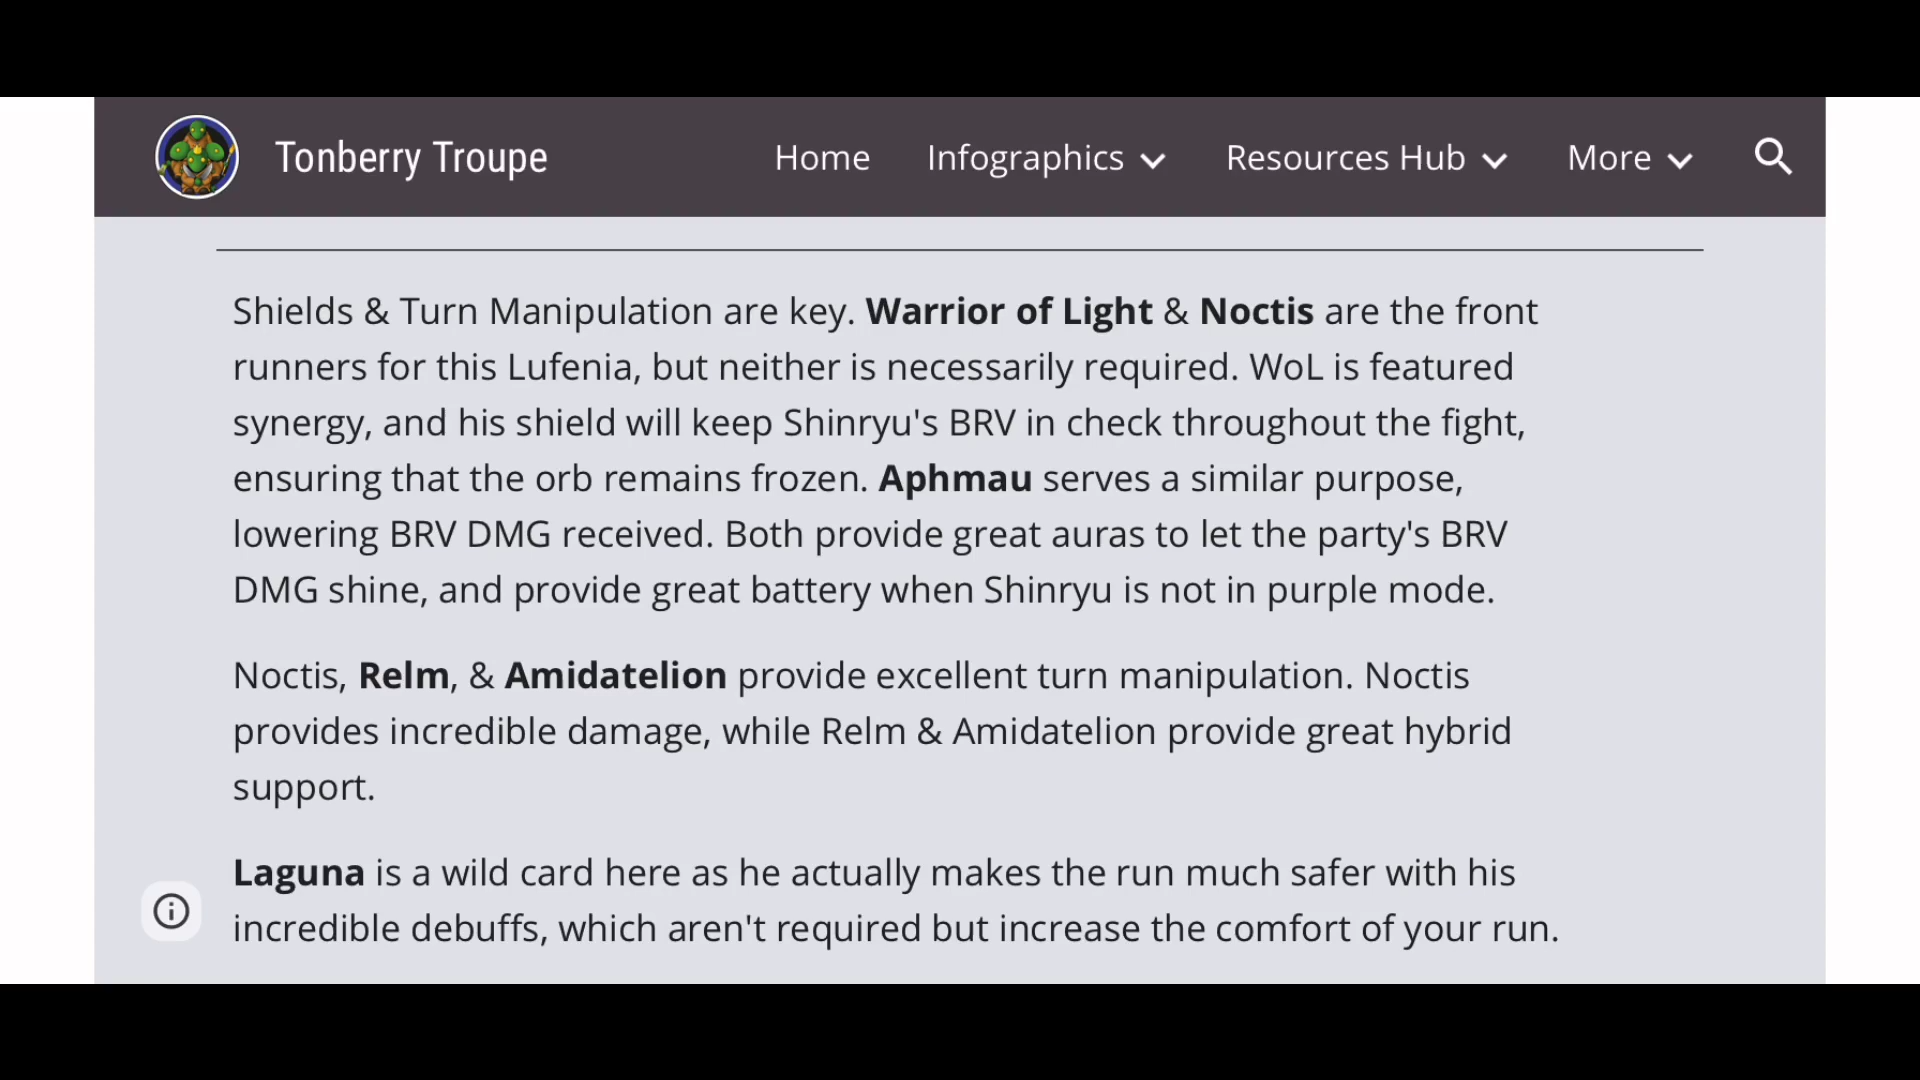 Tonberry Troupe
Home
Infographics
Resources Hub
More
Shields & Turn Manipulation are key. Warrior of Light & Noctis are the front
runners for this Lufenia, but neither is necessarily required. WoL is featured
synergy, and his shield will keep Shinryu's BRV in check throughout the fight,
ensuring that the orb remains frozen. Aphmau serves a similar purpose,
lowering BRV DMG received. Both provide great auras to let the party's BRV
DMG shine, and provide great battery when Shinryu is not in purple mode.
Noctis, Relm, & Amidatelion provide excellent turn manipulation. Noctis
provides incredible damage, while Relm & Amidatelion provide great hybrid
support.
Laguna is a wild card here as he actually makes the run much safer with his
incredible debuffs, which aren't required but increase the comfort of your run.